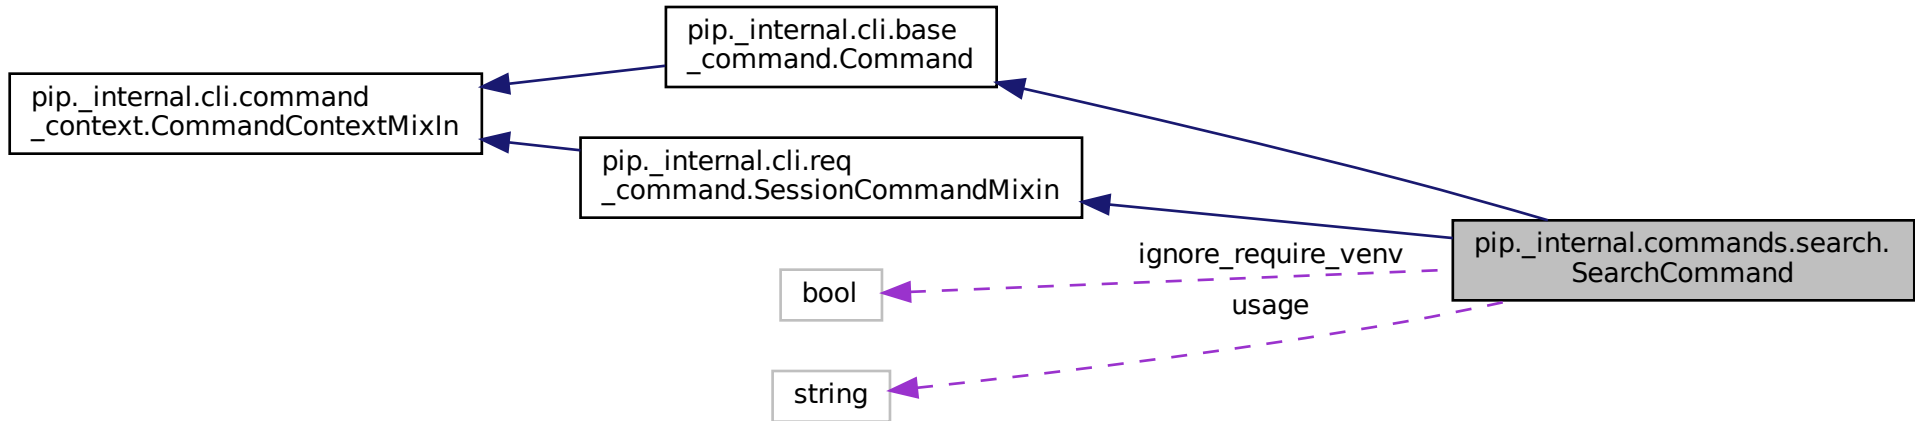 pip._internal.cli.base
_command.Command
pip._internal.cli.command
_context.CommandContextMixIn
pip._internal.cli.req
_command.SessionCommandMixin
pip._internal.commands.search.
SearchCommand
ignore_require_venv
bool
usage
string